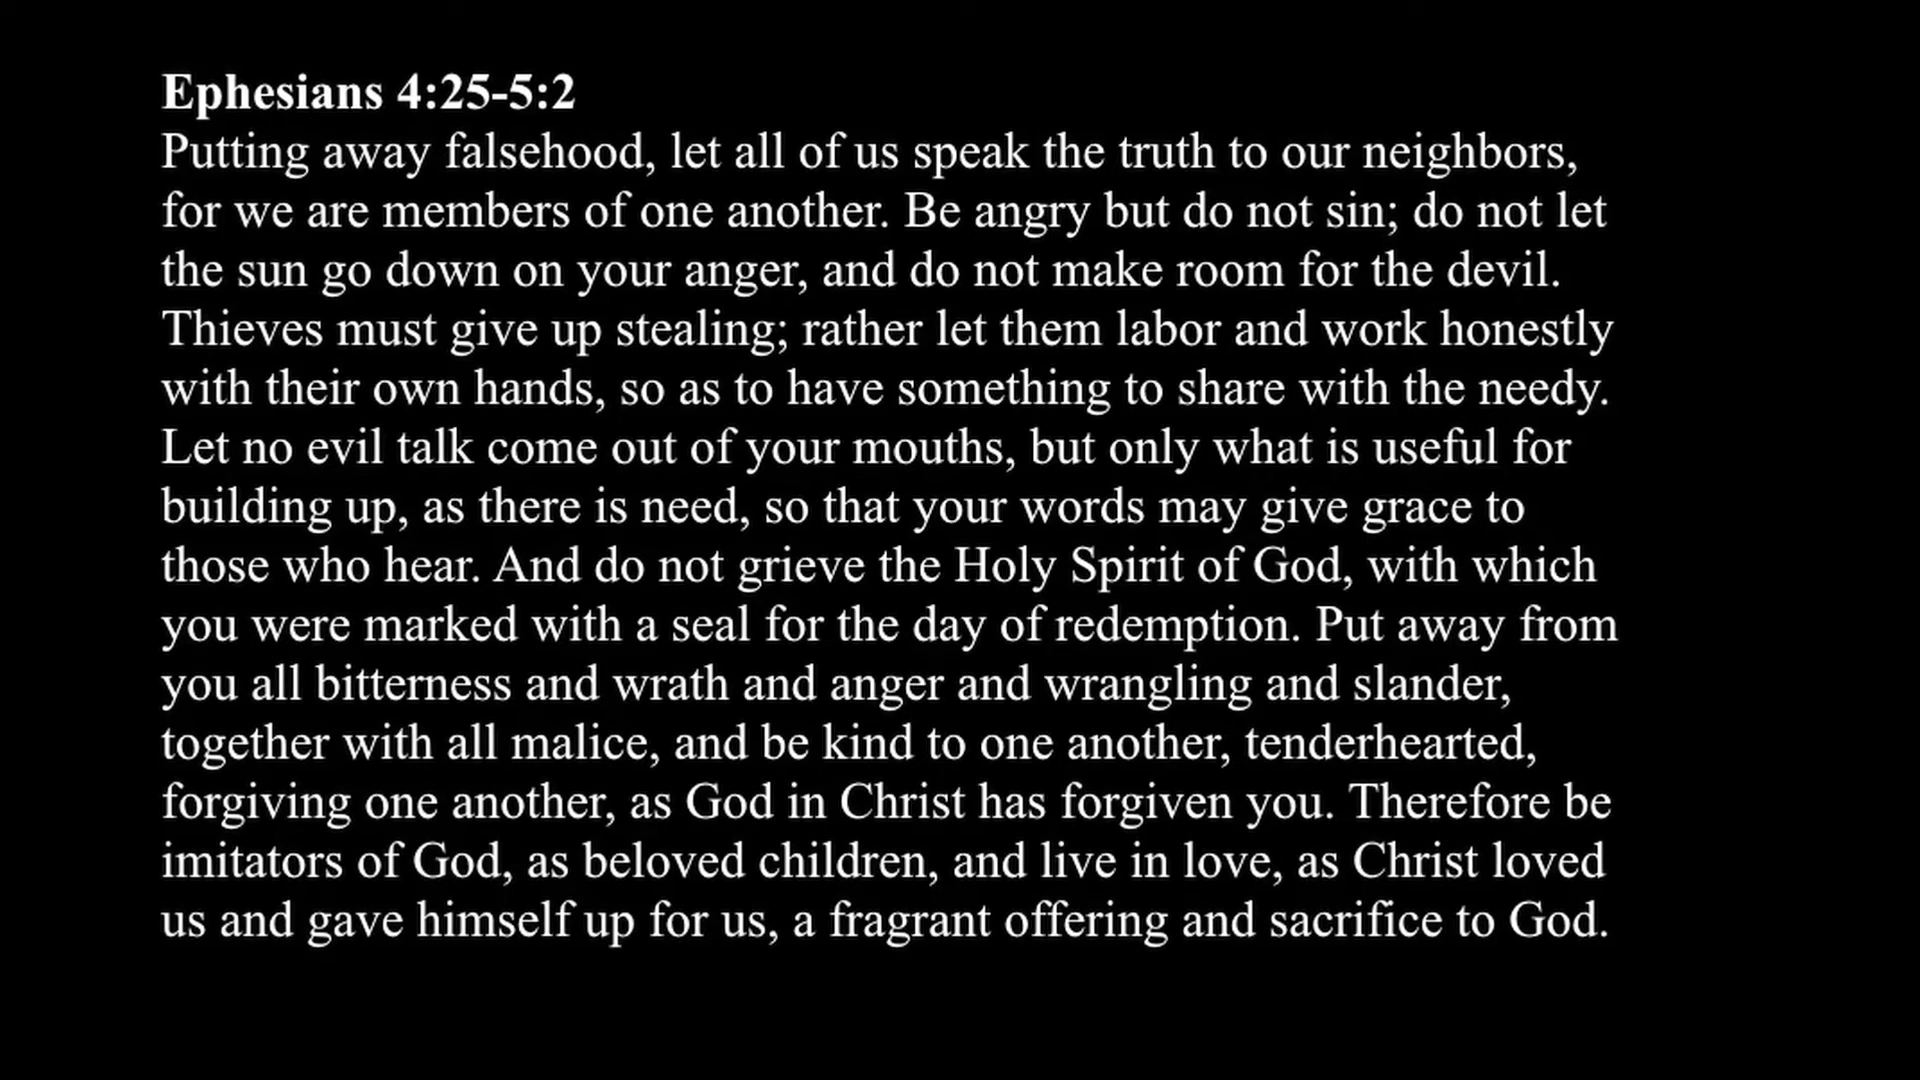 Ephesians 4:25-5:2
Putting away falsehood, let all of us speak the truth to our neighbors,
for we are members of one another. Be angry but do not sin; do not let
the sun go down on your anger, and do not make room for the devil.
Thieves must give up stealing; rather let them labor and work honestly
with their own hands, so as to have something to share with the needy.
Let no evil talk come out of your mouths, but only what is useful for
building up, as there is need, so that your words may give grace to
those who hear. And do not grieve the Holy Spirit of God, with which
you were marked with a seal for the day of redemption. Put away from
you all bitterness and wrath and anger and wrangling and slander,
together with all malice, and be kind to one another, tenderhearted,
forgiving one another, as God in Christ has forgiven you. Therefore be
imitators of God, as beloved children, and live in love, as Christ loved
us and gave himself up for us, a fragrant offering and sacrifice to God.